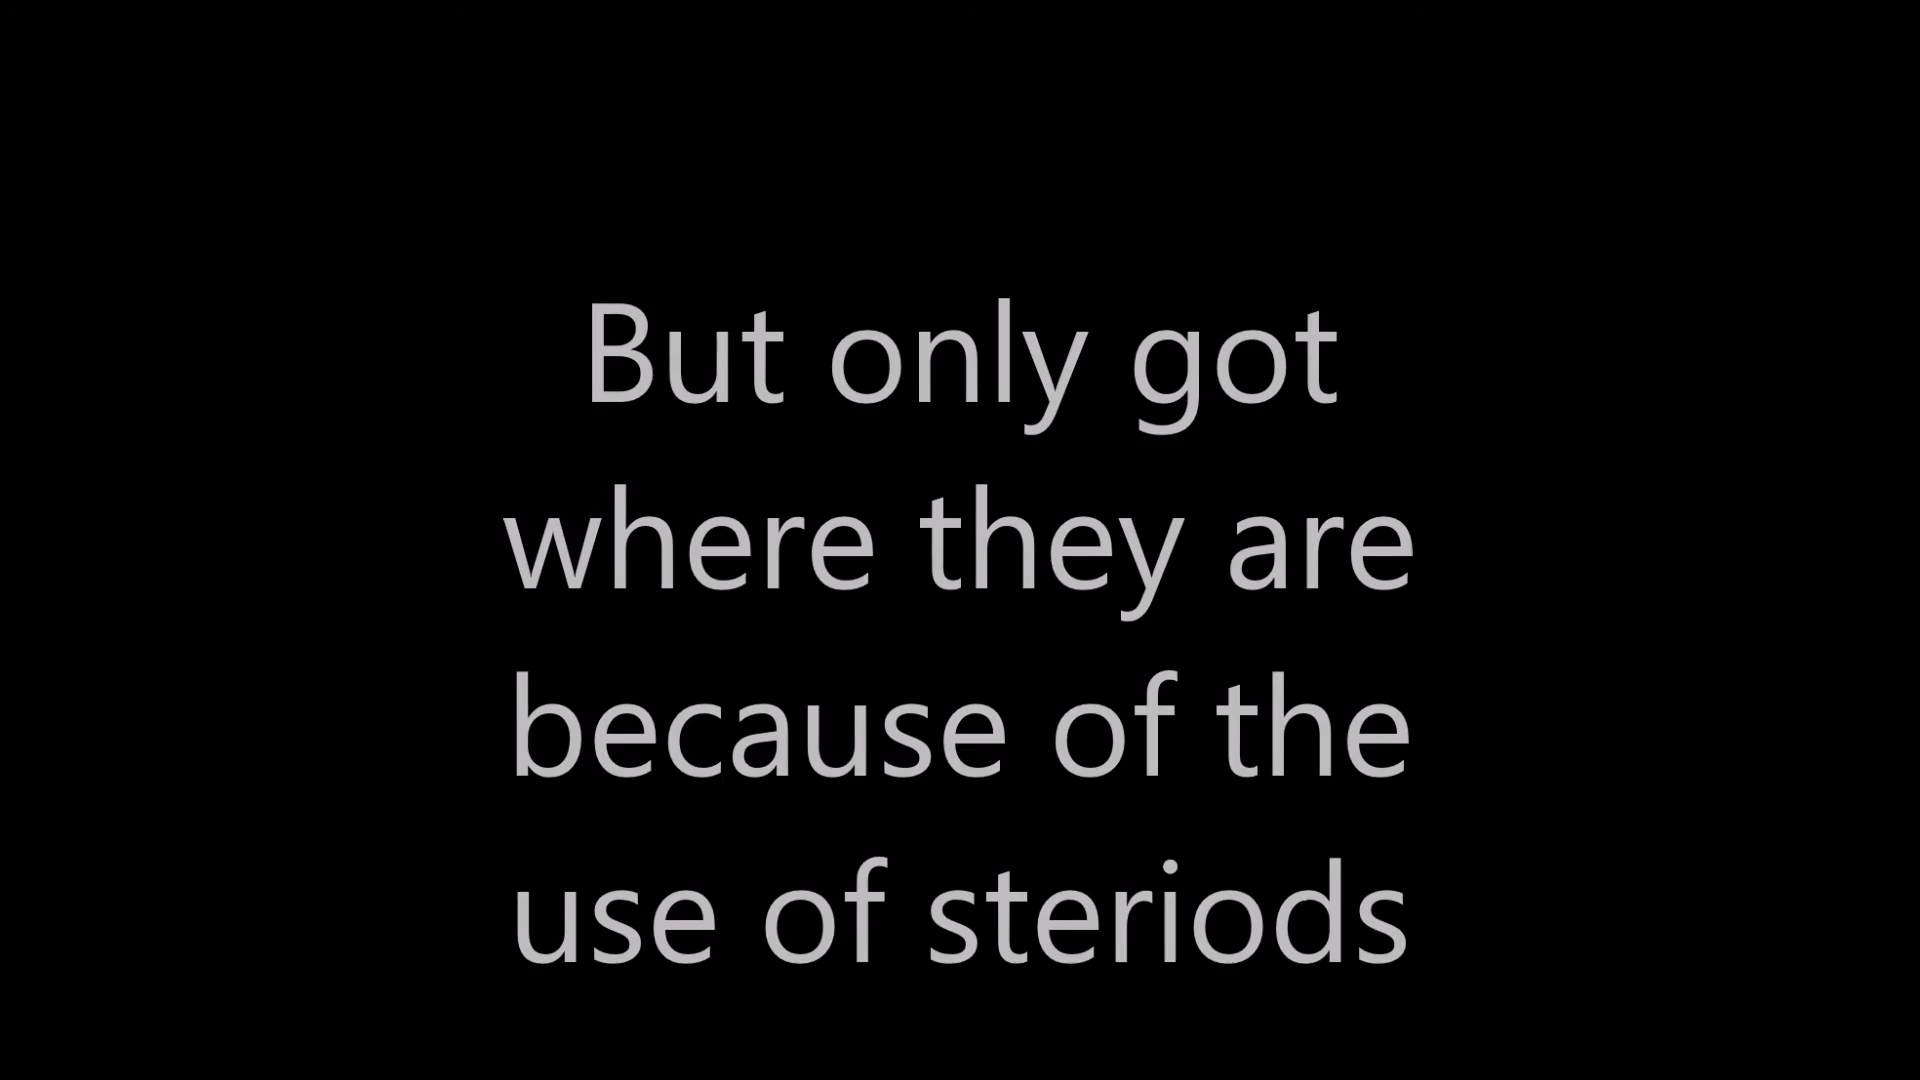 But only got
where they are
because of the
use of steriods